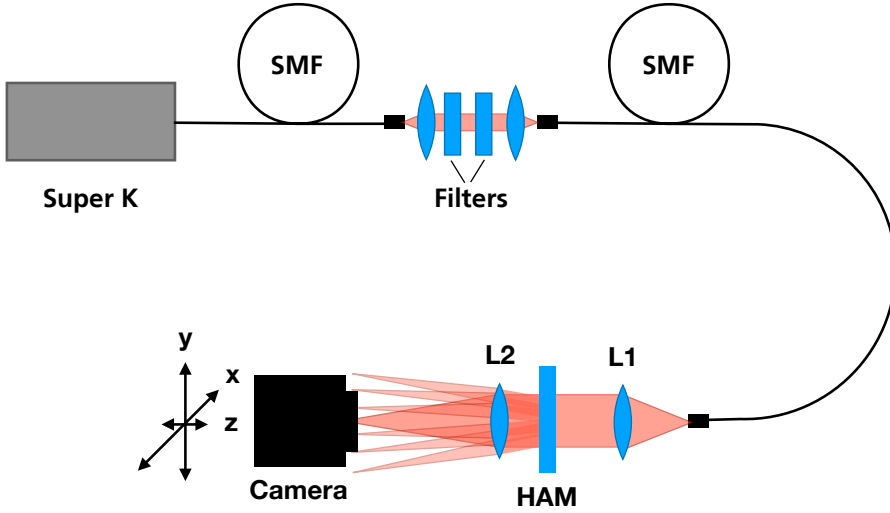 SMF
SMF
Super K
Filters
y
x
z
L2
L1
Camera
HAM